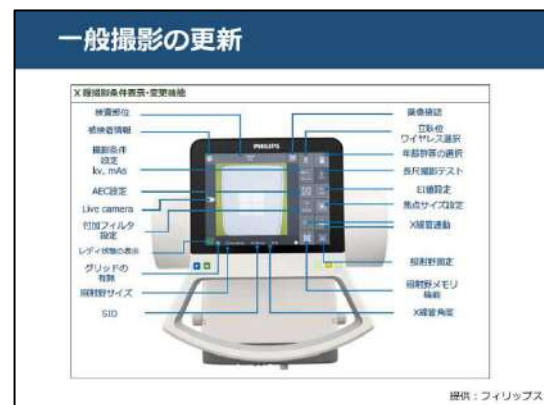 一般撮影の更新
X線撮影条件表示・変更機能
検査部位
被検者情報
撮影条件
設定
kv, mAs
AEC設定
Live camera
付加フィルタ
設定
レディ状態の表示
グリッドの
有無
照射野サイズ
SID
PHILIPS
画像確認
立臥位
ワイヤレス選択
年齢群等の選択
長尺撮影テスト
EI値設定
焦点サイズ設定
X線管連動
照射野固定
照射野メモリ
機能
X線管角度
提供：フィリップス